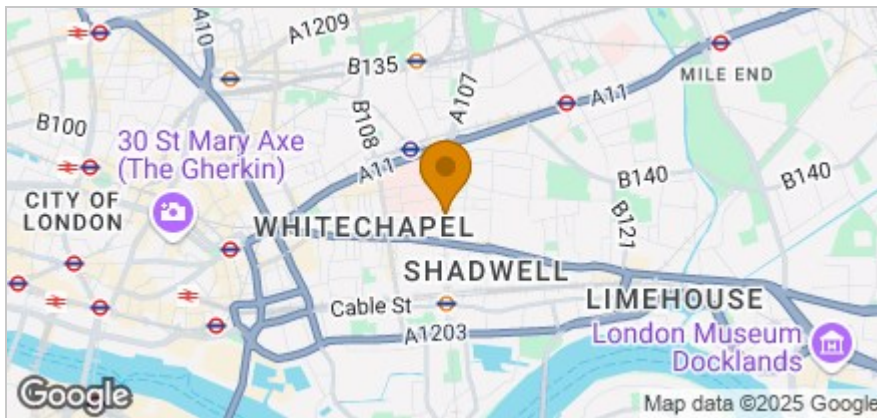 A10
A1209
B135
A107
MILE END
A11
B100
B108
30 St Mary Axe
(The Gherkin)
A11
B140
B140
CITY OF
LONDON
B121
WHITECHAPEL
SHADWELL
Cable St
LIMEHOUSE
A1203
London Museum
Docklands
Google
Map data ©2025 Google